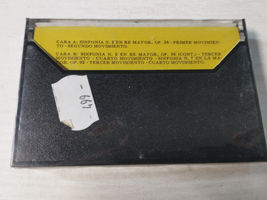 CARA A: SINFONIA N. 2 EN RE MAYOR, OP. 36 - PRIMER MOVIMIEN-
TO - SEGUNDO MOVIMIENTO.
CARA B: SINFONIA N. 2 EN RE MAYOR, OP. 36 (CONT.) - TERCER
MOVIMIENTO - CUARTO MOVIMIENTO - SINFONIA N. 7 EN LA MA-
YOR, OP. 92 - TERCER MOVIMIENTO - CUARTO MOVIMIENTO.
- 499 -